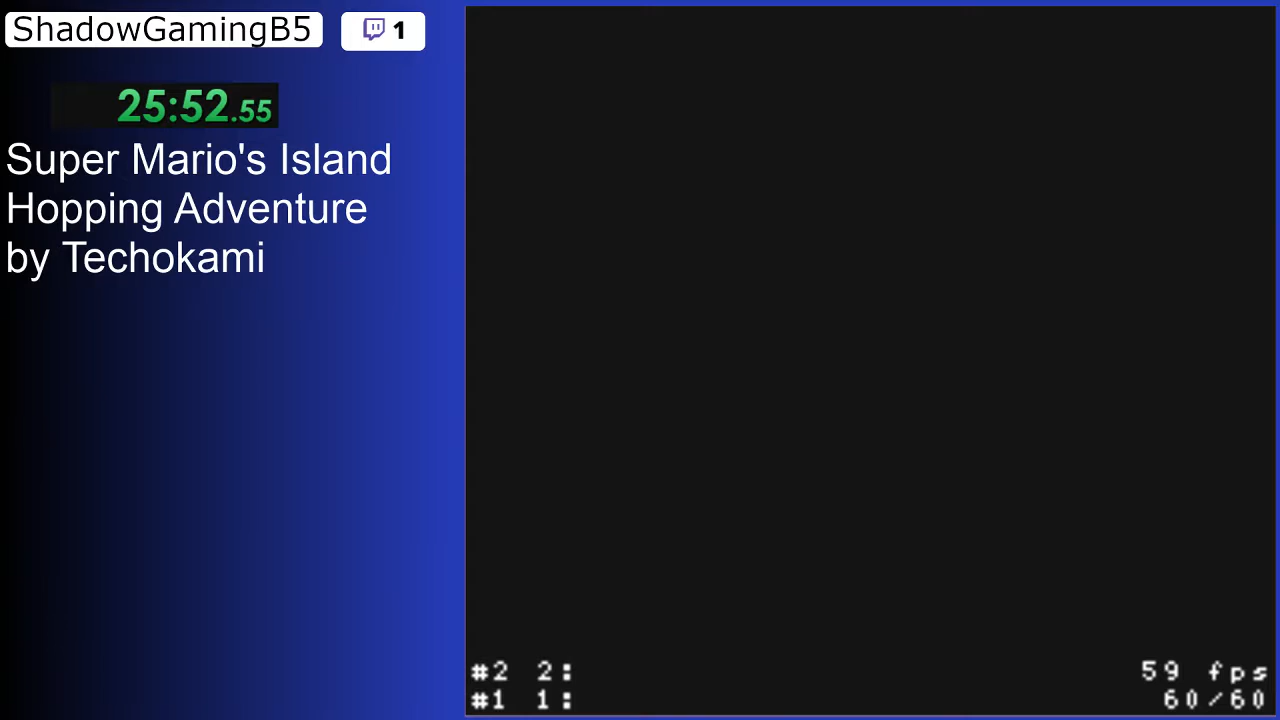 ShadowGamingB5
1
25:52.55
Super Mario's Island
Hopping Adventure
by Techokami
#2 2: 59 fps
#1 1: 60/60